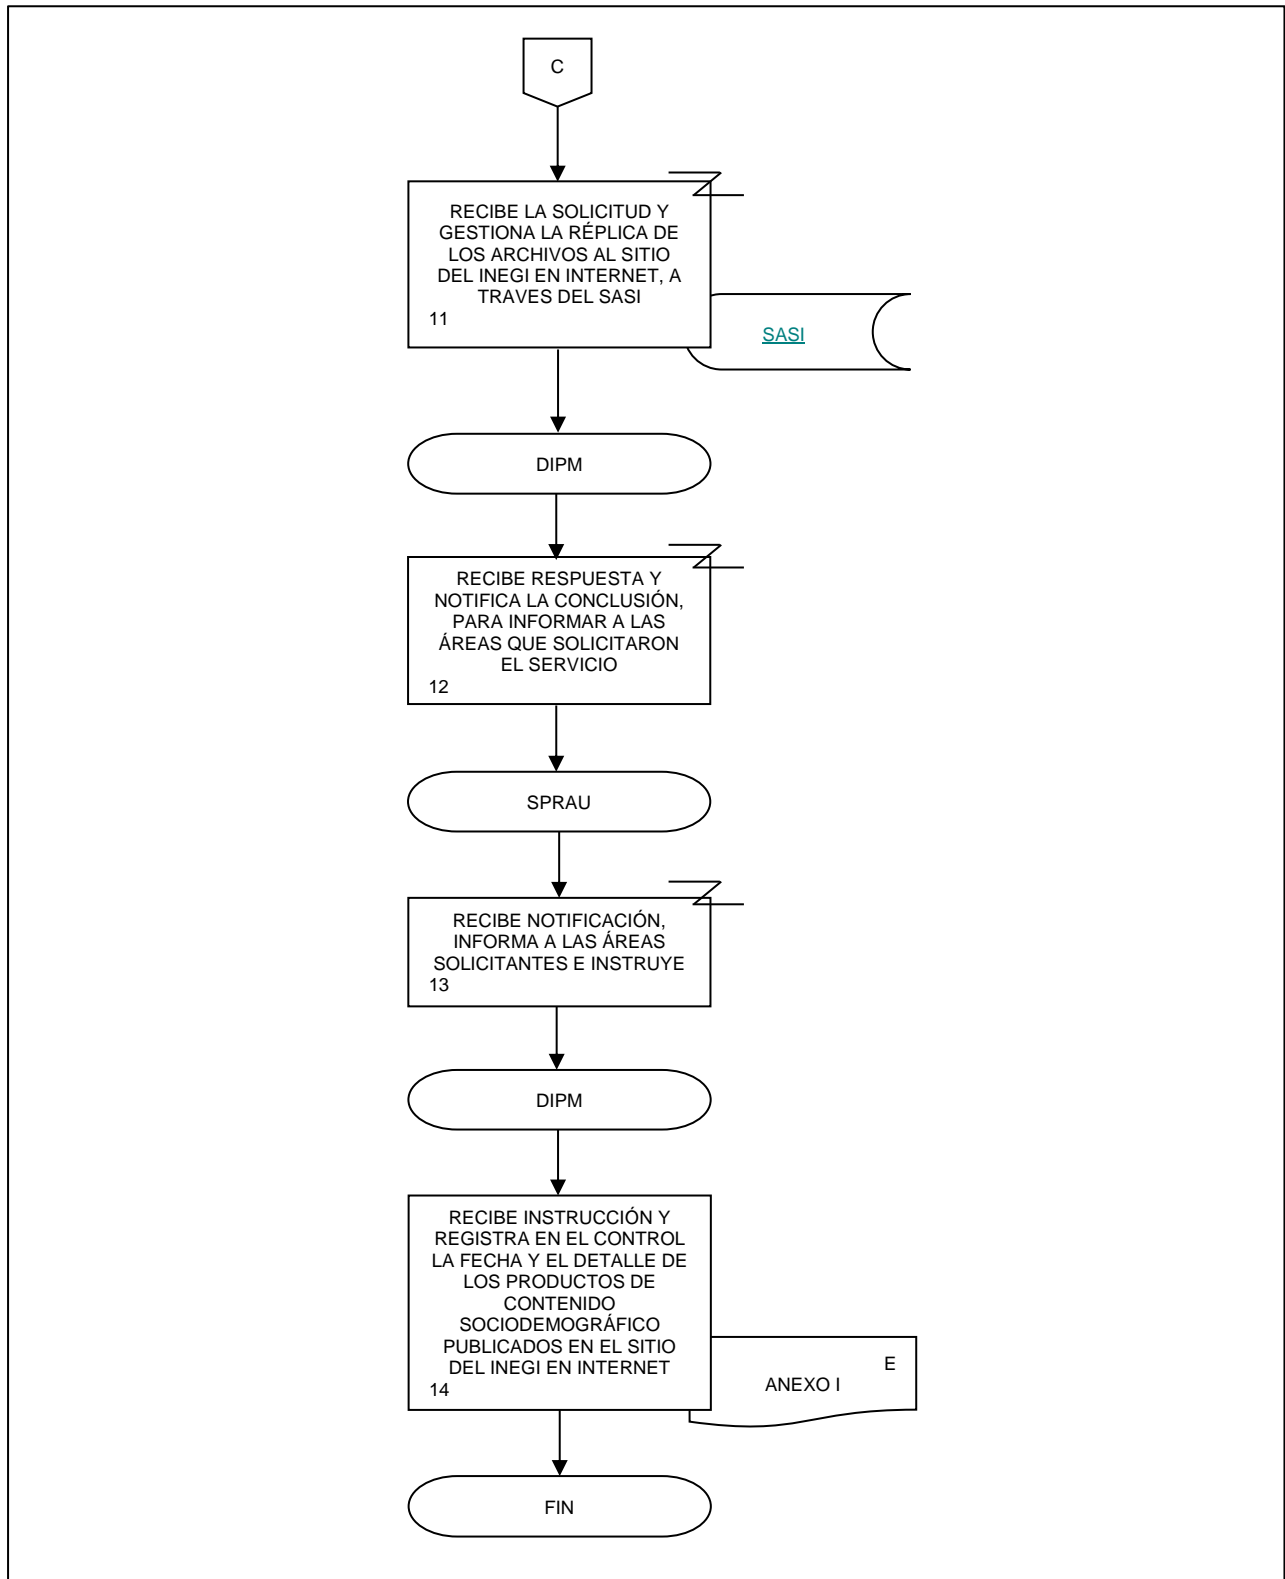 C
RECIBE LA SOLICITUD Y
GESTIONA LA RÉPLICA DE
LOS ARCHIVOS AL SITIO
DEL INEGI EN INTERNET, A
TRAVES DEL SASI
11
SASI
DIPM
RECIBE RESPUESTA Y
NOTIFICA LA CONCLUSIÓN,
PARA INFORMAR A LAS
ÁREAS QUE SOLICITARON
EL SERVICIO
12
SPRAU
RECIBE NOTIFICACIÓN,
INFORMA A LAS ÁREAS
SOLICITANTES E INSTRUYE
13
DIPM
RECIBE INSTRUCCIÓN Y
REGISTRA EN EL CONTROL
LA FECHA Y EL DETALLE DE
LOS PRODUCTOS DE
CONTENIDO
SOCIODEMOGRÁFICO
PUBLICADOS EN EL SITIO
DEL INEGI EN INTERNET
14
E
ANEXO I
FIN